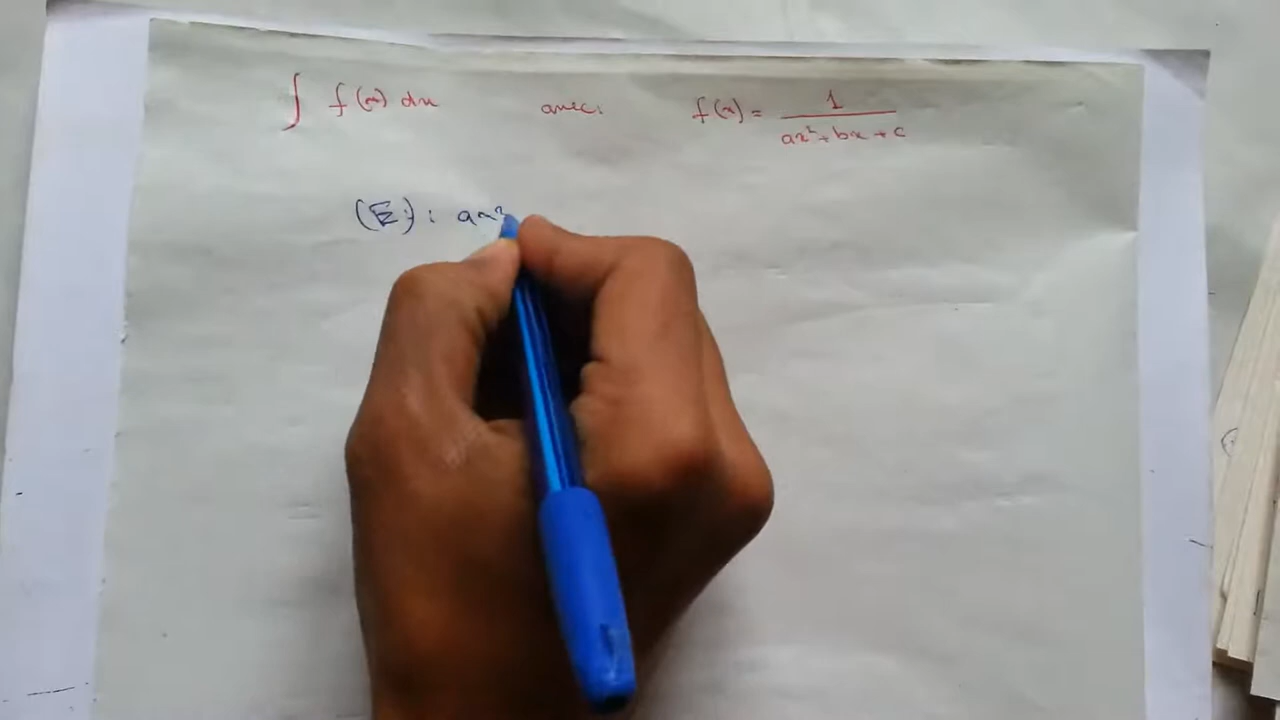 ∫ f(x) dx avec: f(x) = 1 / (ax² + bx + c)
(E): ax²